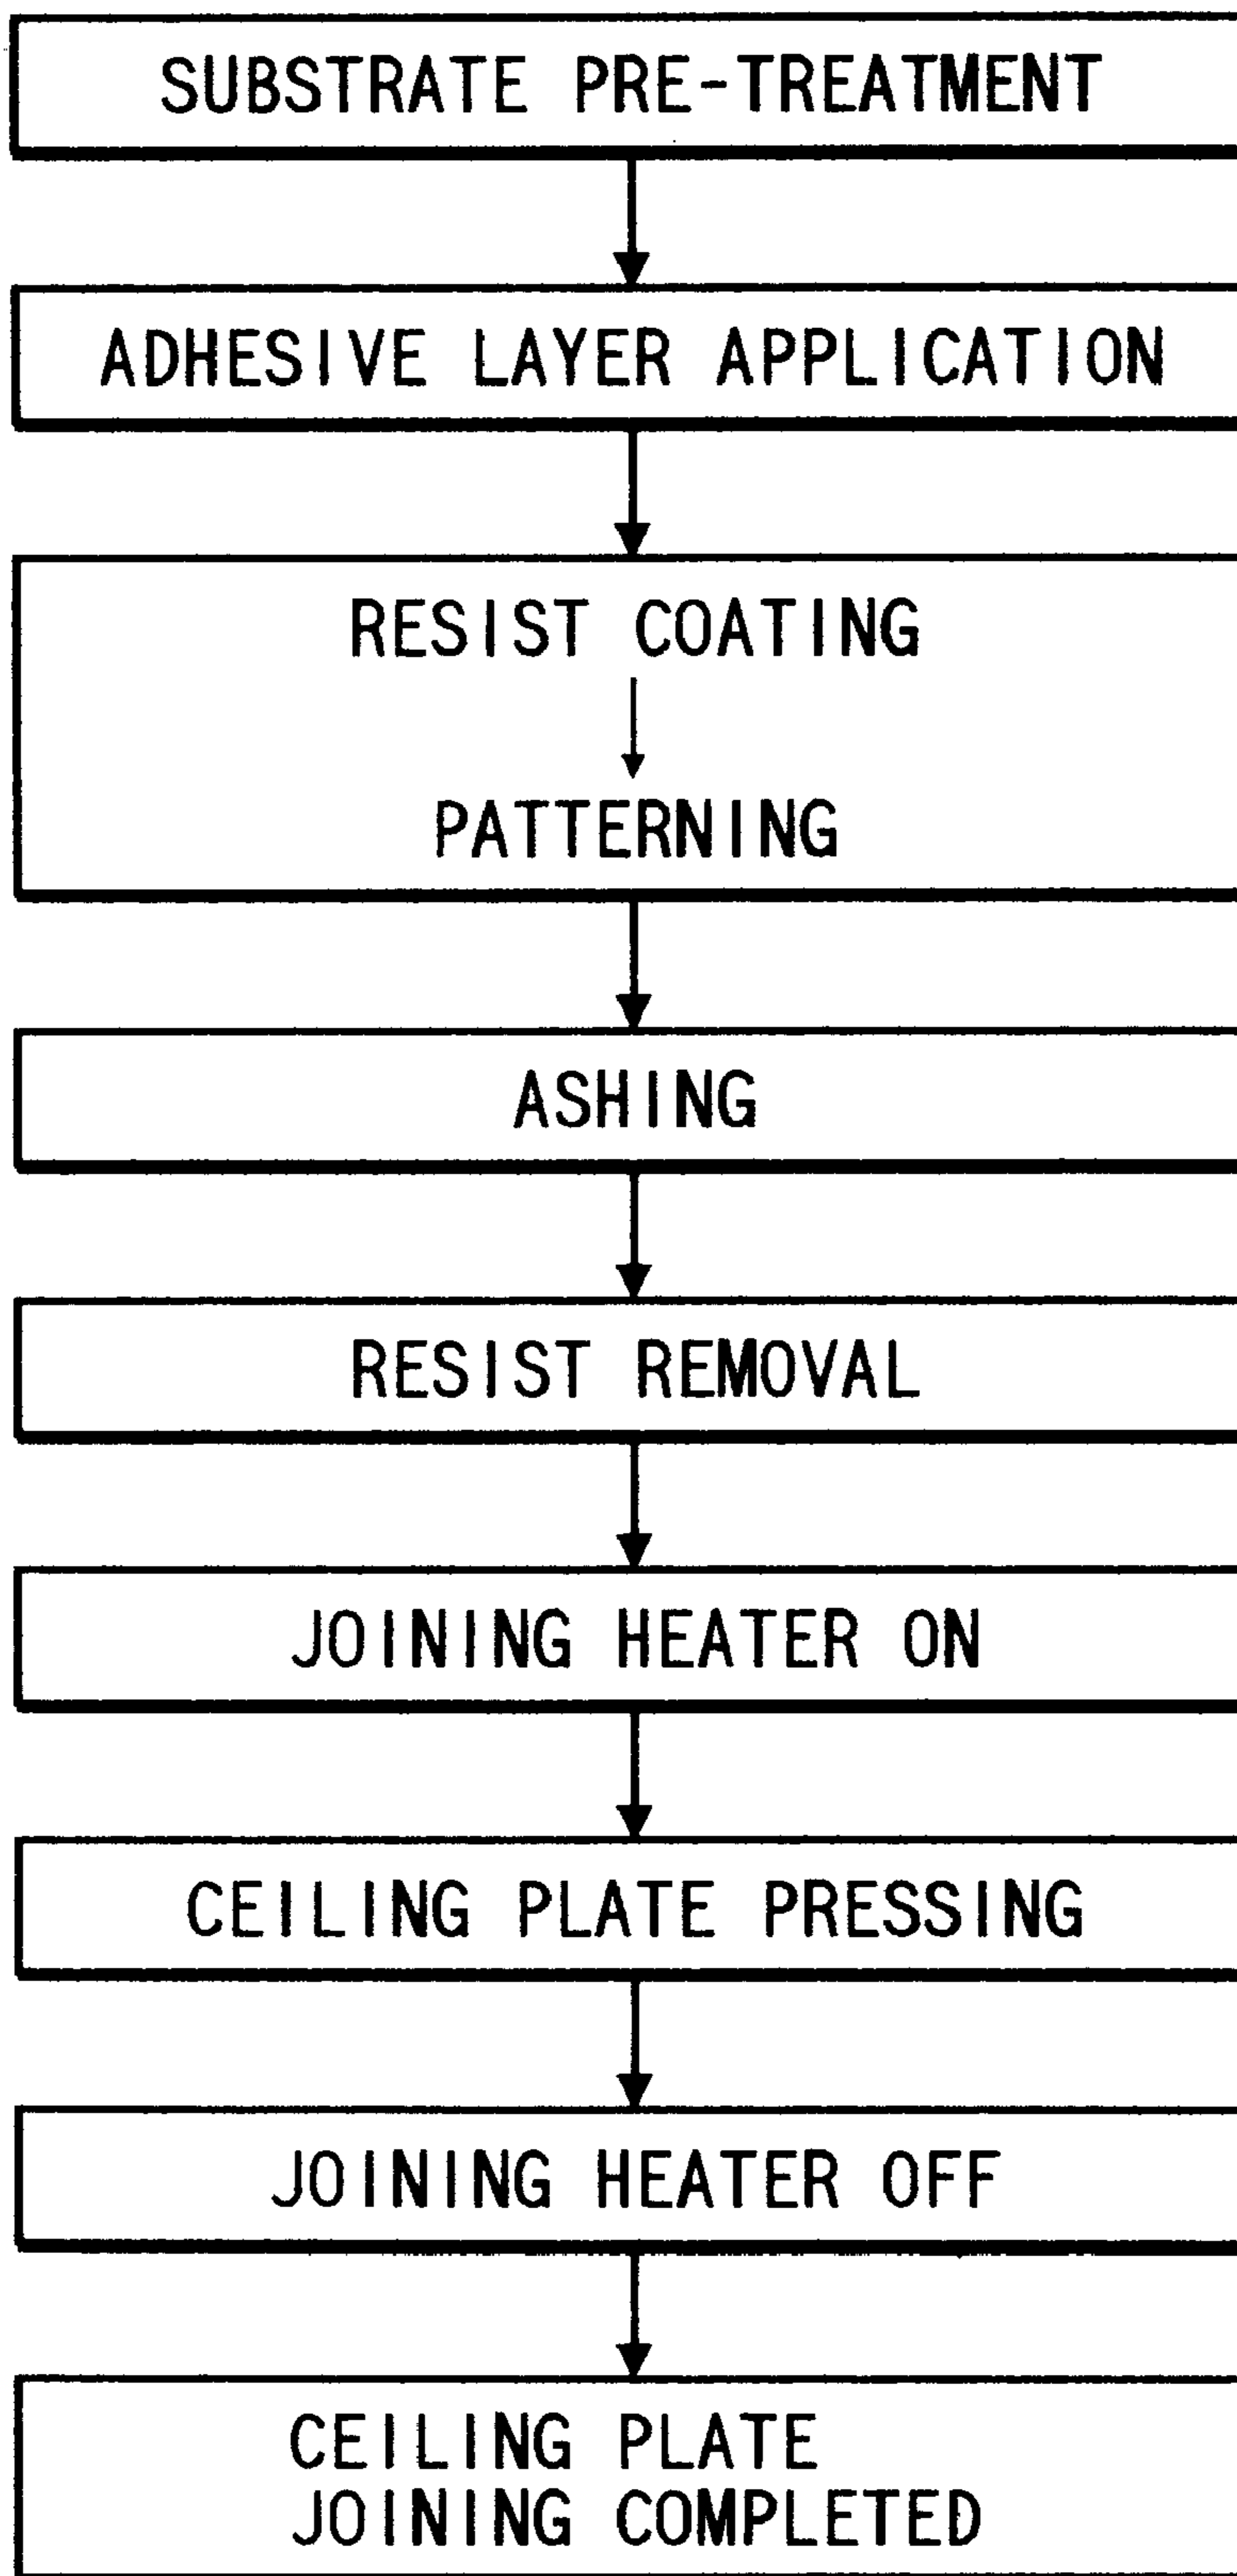 SUBSTRATE PRE-TREATMENT
ADHESIVE LAYER APPLICATION
RESIST COATING
PATTERNING
ASHING
RESIST REMOVAL
JOINING HEATER ON
CEILING PLATE PRESSING
JOINING HEATER OFF
CEILING PLATE
JOINING COMPLETED